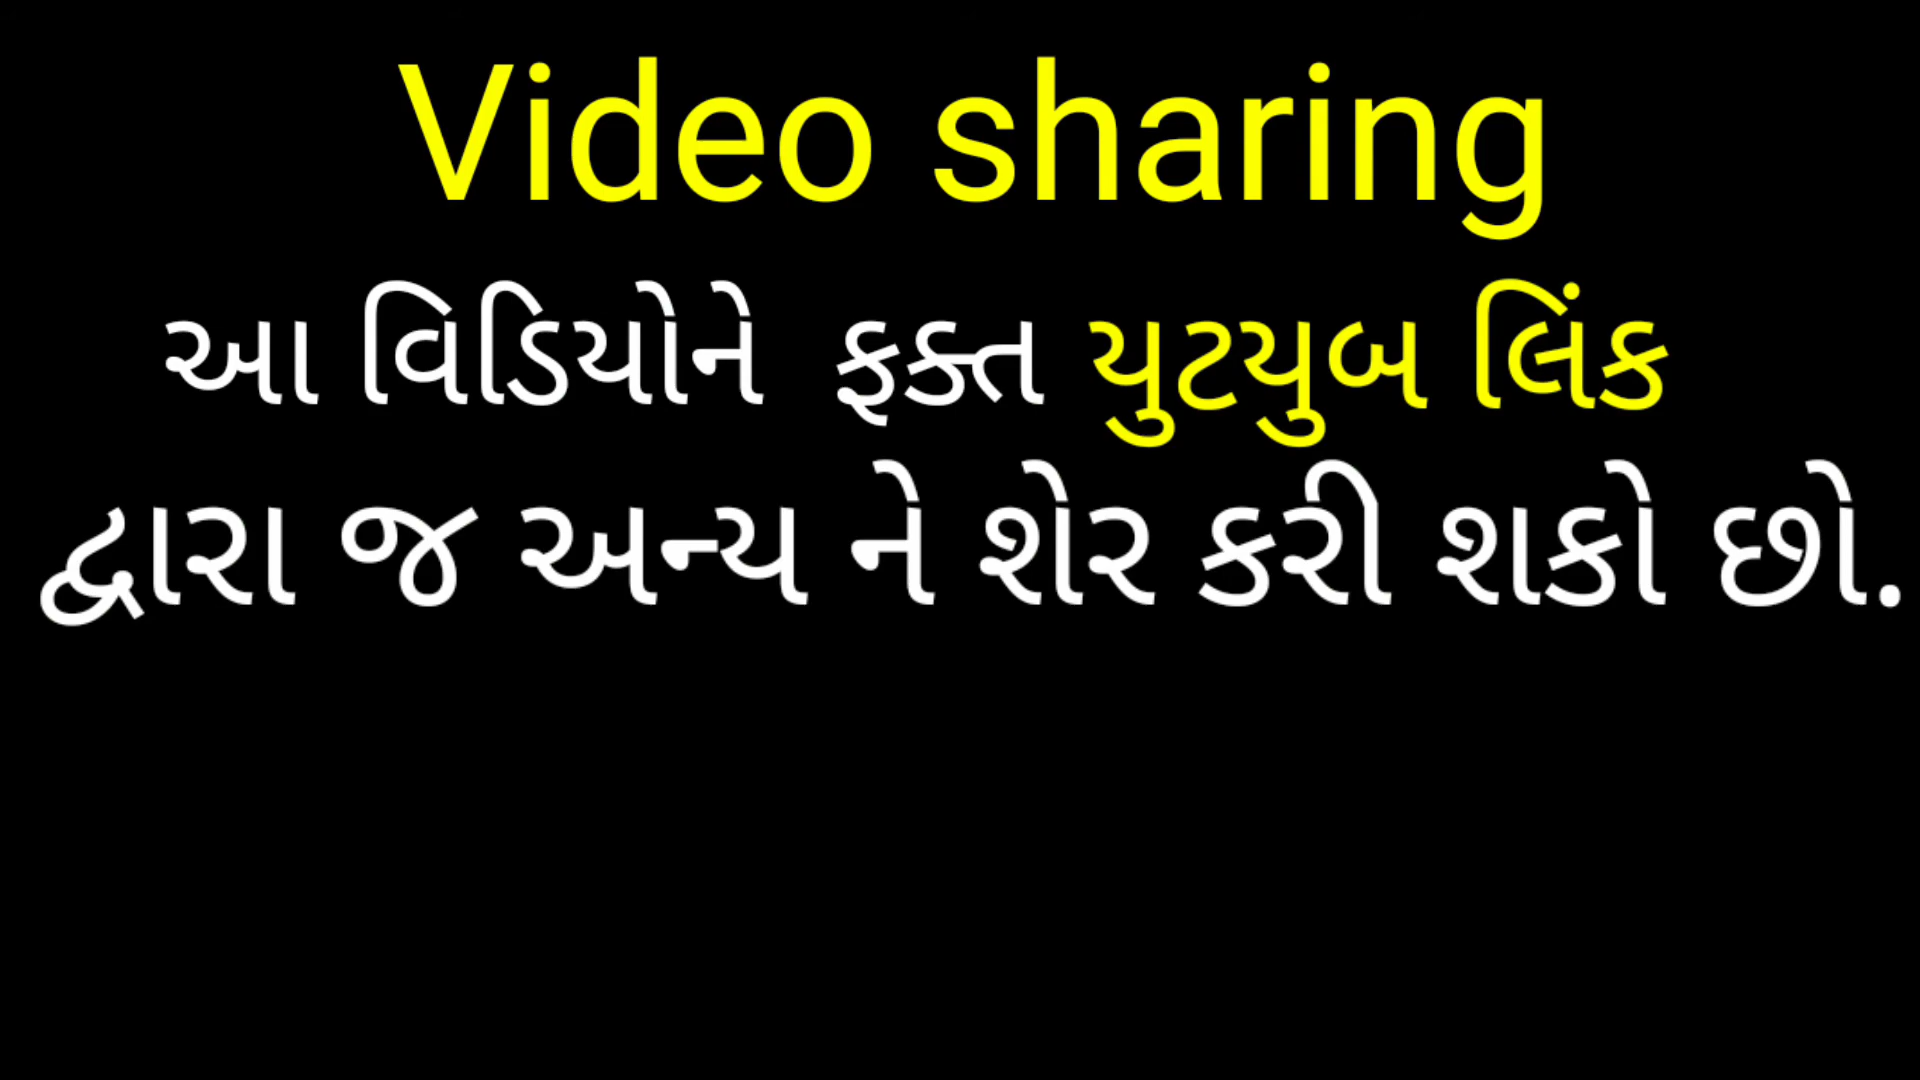 Video sharing
આ વિડિયોને ફક્ત યુટયુબ લિંક
દ્વારા જ અન્ય ને શેર કરી શકો છો.